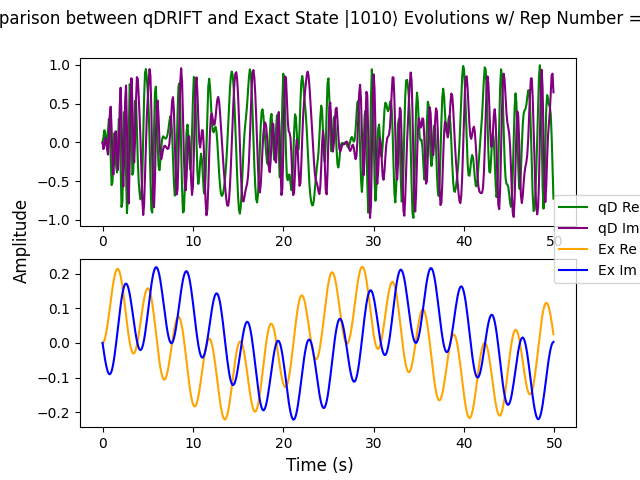 parison between qDRIFT and Exact State |1010⟩ Evolutions w/ Rep Number =
1.0
0.5
0.0
−0.5
−1.0
0 10 20 30 40 50
qD Re
qD Im
Ex Re
Ex Im
Amplitude
0.2
0.1
0.0
−0.1
−0.2
0 10 20 30 40 50
Time (s)